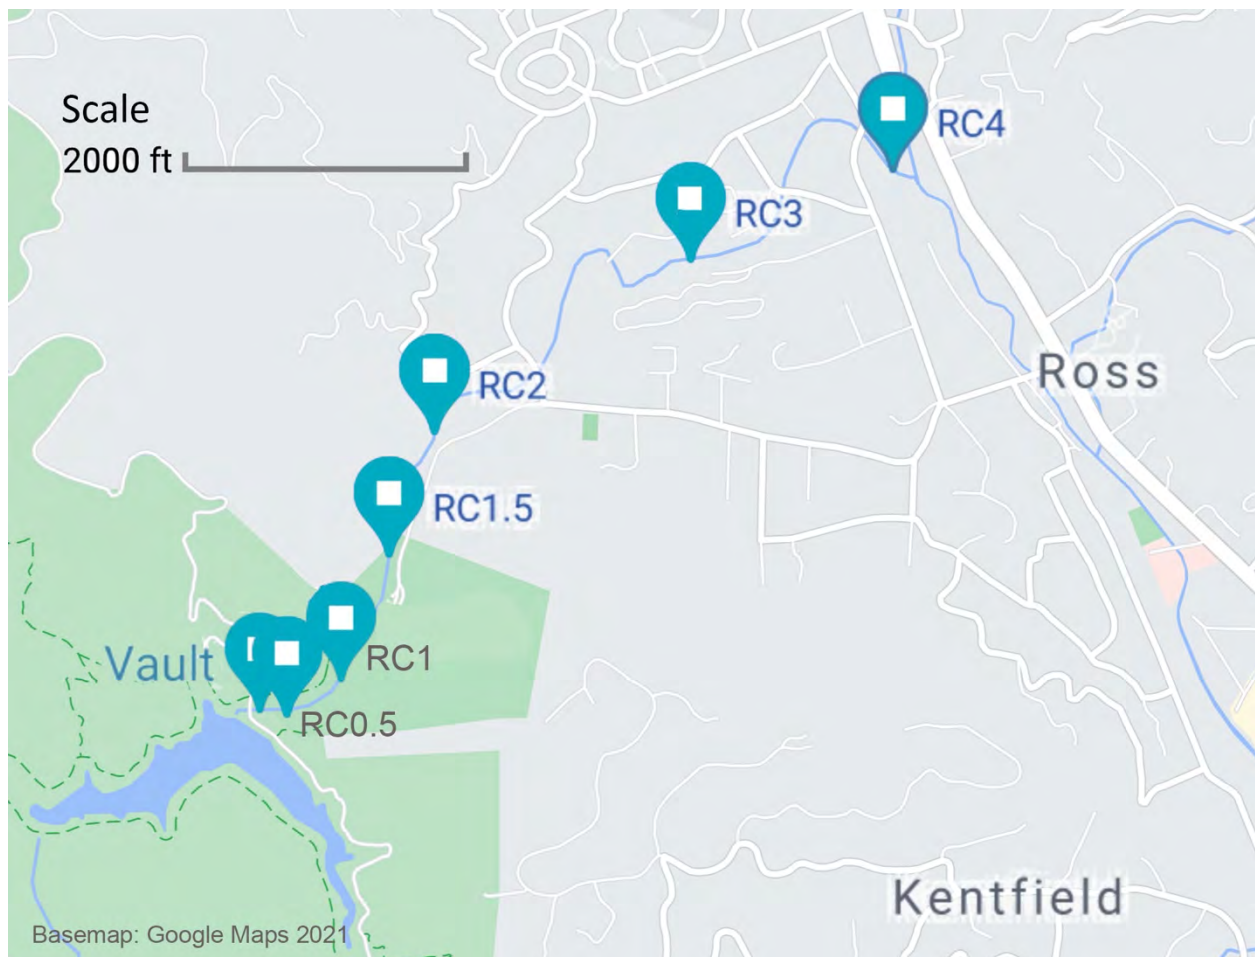 Scale
2000 ft
RC4
RC3
Ross
RC2
RC1.5
Vault
RC1
RC0.5
Kentfield
Basemap: Google Maps 2021